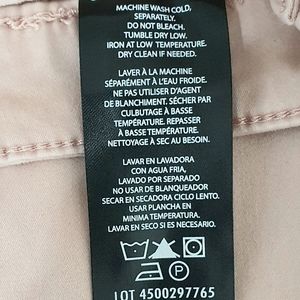 MACHINE WASH COLD,
SEPARATELY.
DO NOT BLEACH.
TUMBLE DRY LOW.
IRON AT LOW TEMPERATURE.
DRY CLEAN IF NEEDED.
LAVER À LA MACHINE
SÉPARÉMENT À L'EAU FROIDE.
NE PAS UTILISER D'AGENT
DE BLANCHIMENT. SÉCHER PAR
CULBUTAGE À BASSE
TEMPÉRATURE. REPASSER
À BASSE TEMPÉRATURE.
NETTOYAGE À SEC AU BESOIN.
LAVAR EN LAVADORA
CON AGUA FRIA,
LAVADO POR SEPARADO
NO USAR DE BLANQUEADOR
SECAR EN SECADORA CICLO LENTO.
USAR PLANCHA EN
MINIMA TEMPERATURA.
LAVAR EN SECO SI ES NECESARIO.
P
LOT 4500297765